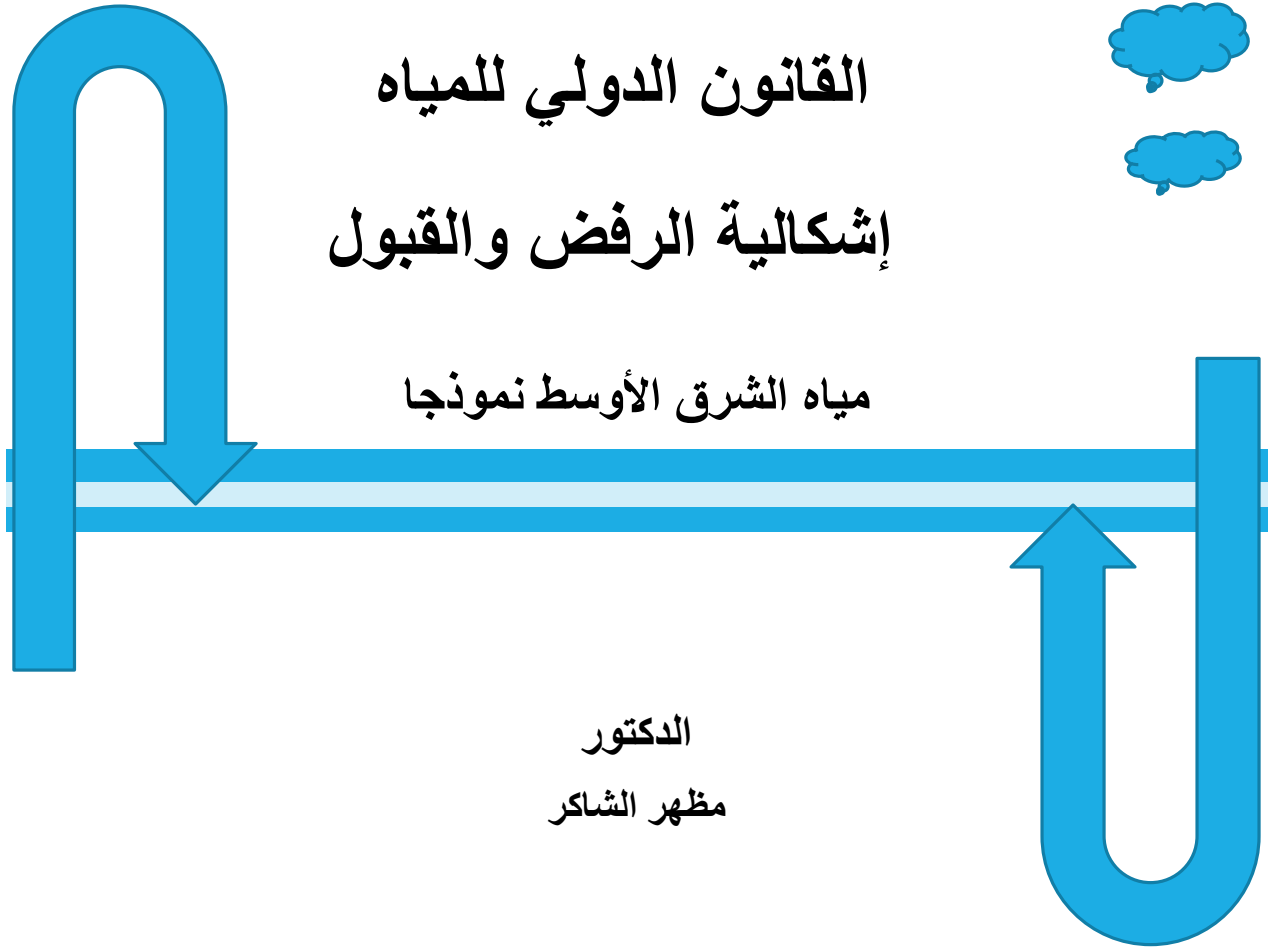 القانون الدولي للمياه
إشكالية الرفض والقبول
مياه الشرق الأوسط نموذجا
الدكتور
مظهر الشاكر